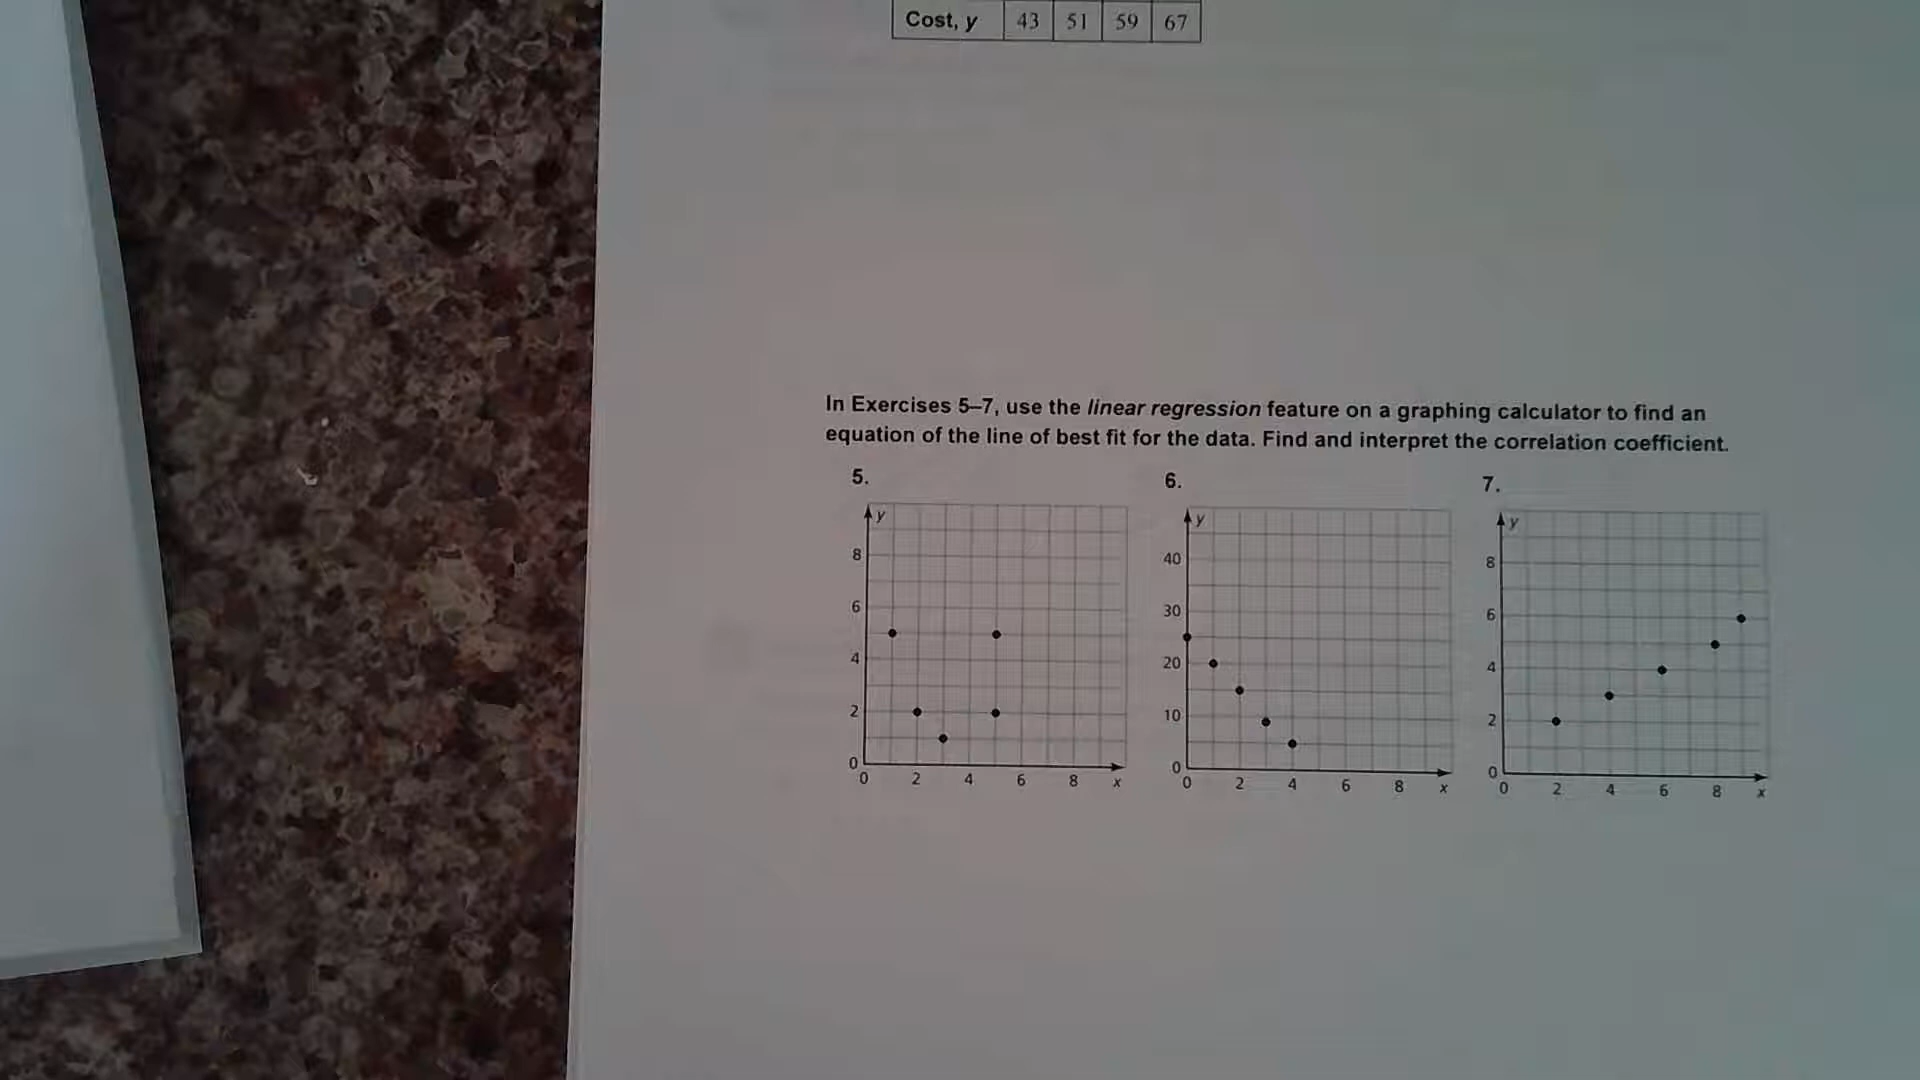 Cost, y 43 51 59 67
In Exercises 5–7, use the linear regression feature on a graphing calculator to find an
equation of the line of best fit for the data. Find and interpret the correlation coefficient.
5.
y
8
6
4
2
0
0 2 4 6 8 x
6.
y
40
30
20
10
0
0 2 4 6 8 x
7.
y
8
6
4
2
0
0 2 4 6 8 x